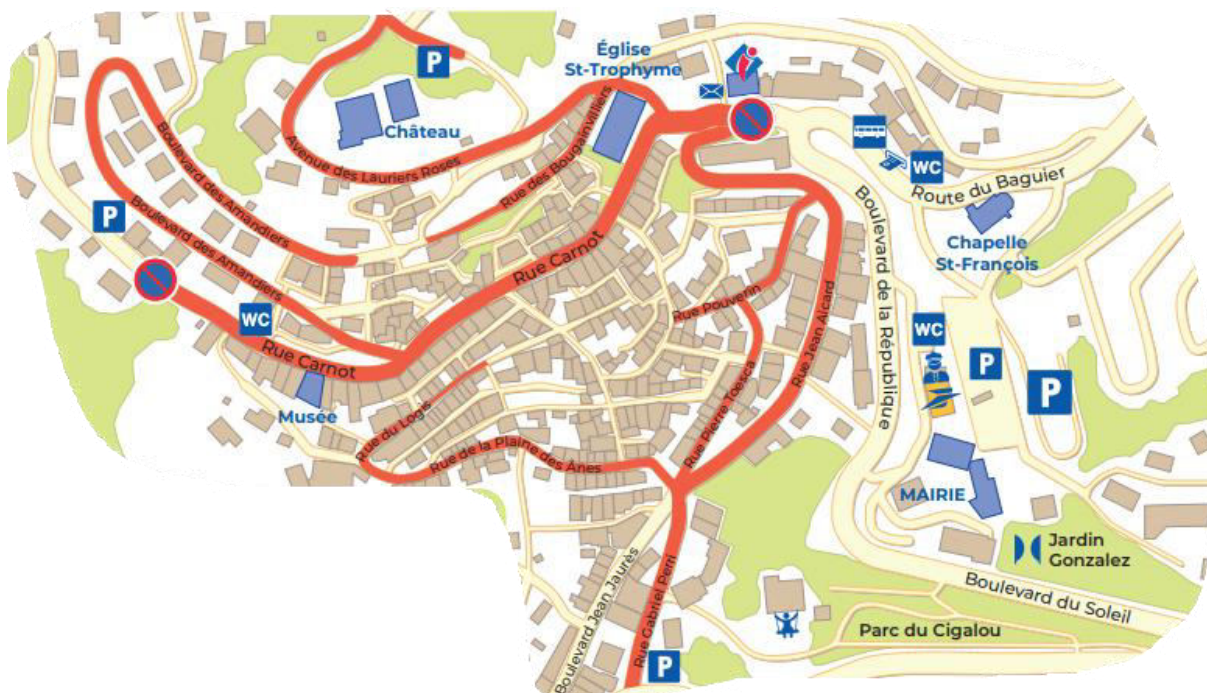 Église
St-Trophyme
P
Château
Avenue des Lauriers Roses
Rue des Bougainvilliers
Boulevard des Amandiers
Boulevard des Amandiers
P
WC
Rue Carnot
Rue Carnot
Musée
Rue du Logis
Rue de la Plaine des Ânes
Rue Pouverin
Rue Pierre Toesca
Rue Jean Aicard
Boulevard de la République
WC
Route du Baguier
Chapelle
St-François
WC
P
P
MAIRIE
Jardin
Gonzalez
Boulevard du Soleil
Parc du Cigalou
Boulevard Jean Jaurès
Rue Gabriel Perri
P